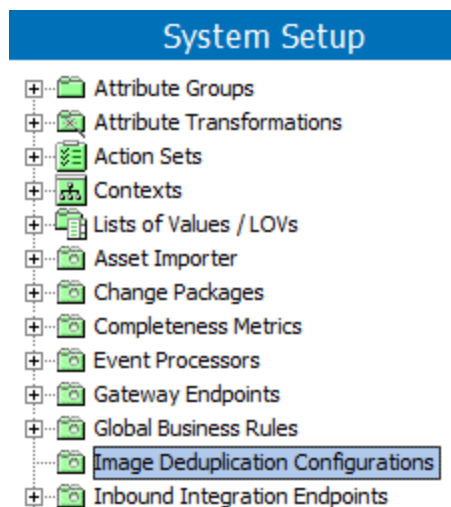 System Setup
Attribute Groups
Attribute Transformations
Action Sets
Contexts
Lists of Values / LOVs
Asset Importer
Change Packages
Completeness Metrics
Event Processors
Gateway Endpoints
Global Business Rules
Image Deduplication Configurations
Inbound Integration Endpoints